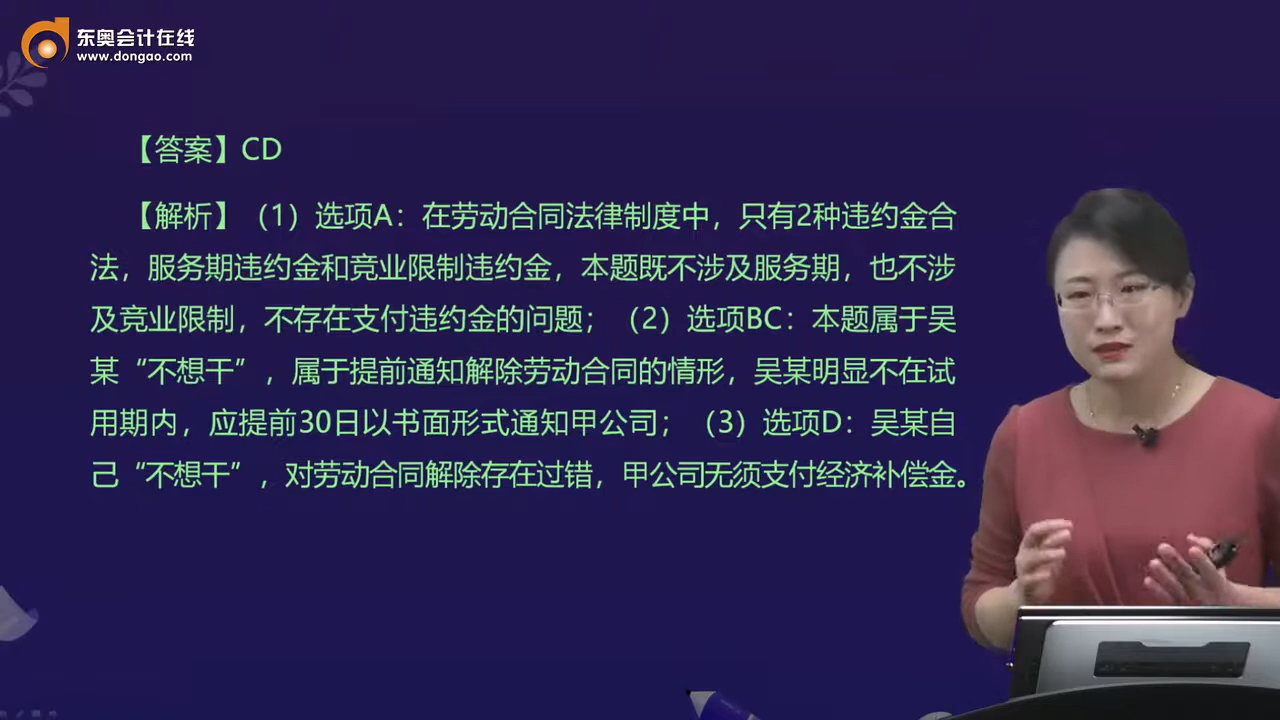 东奥会计在线
www.dongao.com
【答案】CD
【解析】（1）选项A：在劳动合同法律制度中，只有2种违约金合
法，服务期违约金和竞业限制违约金，本题既不涉及服务期，也不涉
及竞业限制，不存在支付违约金的问题；（2）选项BC：本题属于吴
某“不想干”，属于提前通知解除劳动合同的情形，吴某明显不在试
用期内，应提前30日以书面形式通知甲公司；（3）选项D：吴某自
己“不想干”，对劳动合同解除存在过错，甲公司无须支付经济补偿金。